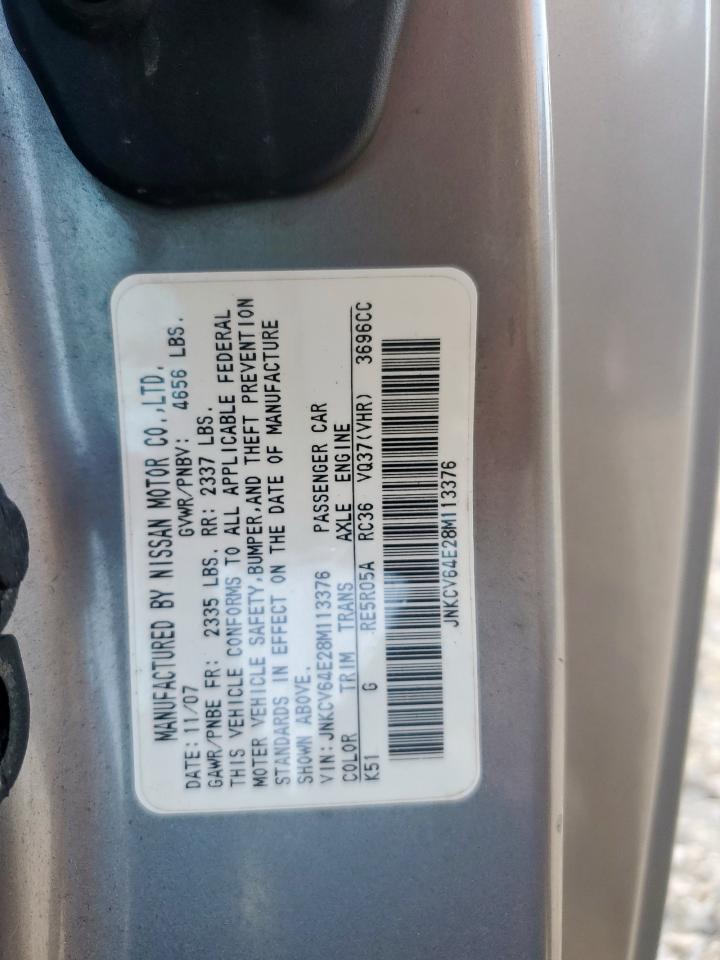 MANUFACTURED BY NISSAN MOTOR CO.,LTD.
DATE: 11/07 GVWR/PNBV: 4656 LBS.
GAWR/PNBE FR: 2335 LBS. RR: 2337 LBS.
THIS VEHICLE CONFORMS TO ALL APPLICABLE FEDERAL
MOTER VEHICLE SAFETY,BUMPER,AND THEFT PREVENTION
STANDARDS IN EFFECT ON THE DATE OF MANUFACTURE
SHOWN ABOVE.
VIN: JNKCV64E28M113376 PASSENGER CAR
COLOR TRIM TRANS AXLE ENGINE
K51 G RE5R05A RC36 VQ37(VHR) 3696CC
JNKCV64E28M113376